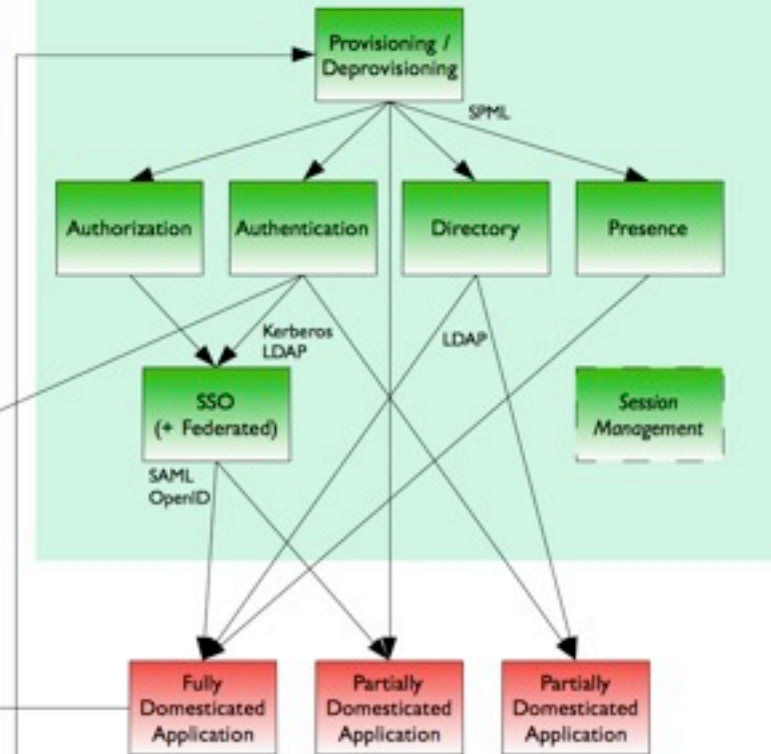 Provisioning /
Deprovisioning
SPML
Authorization
Authentication
Directory
Presence
Kerberos
LDAP
LDAP
SSO
(+ Federated)
Session
Management
SAML
OpenID
Fully
Domesticated
Application
Partially
Domesticated
Application
Partially
Domesticated
Application